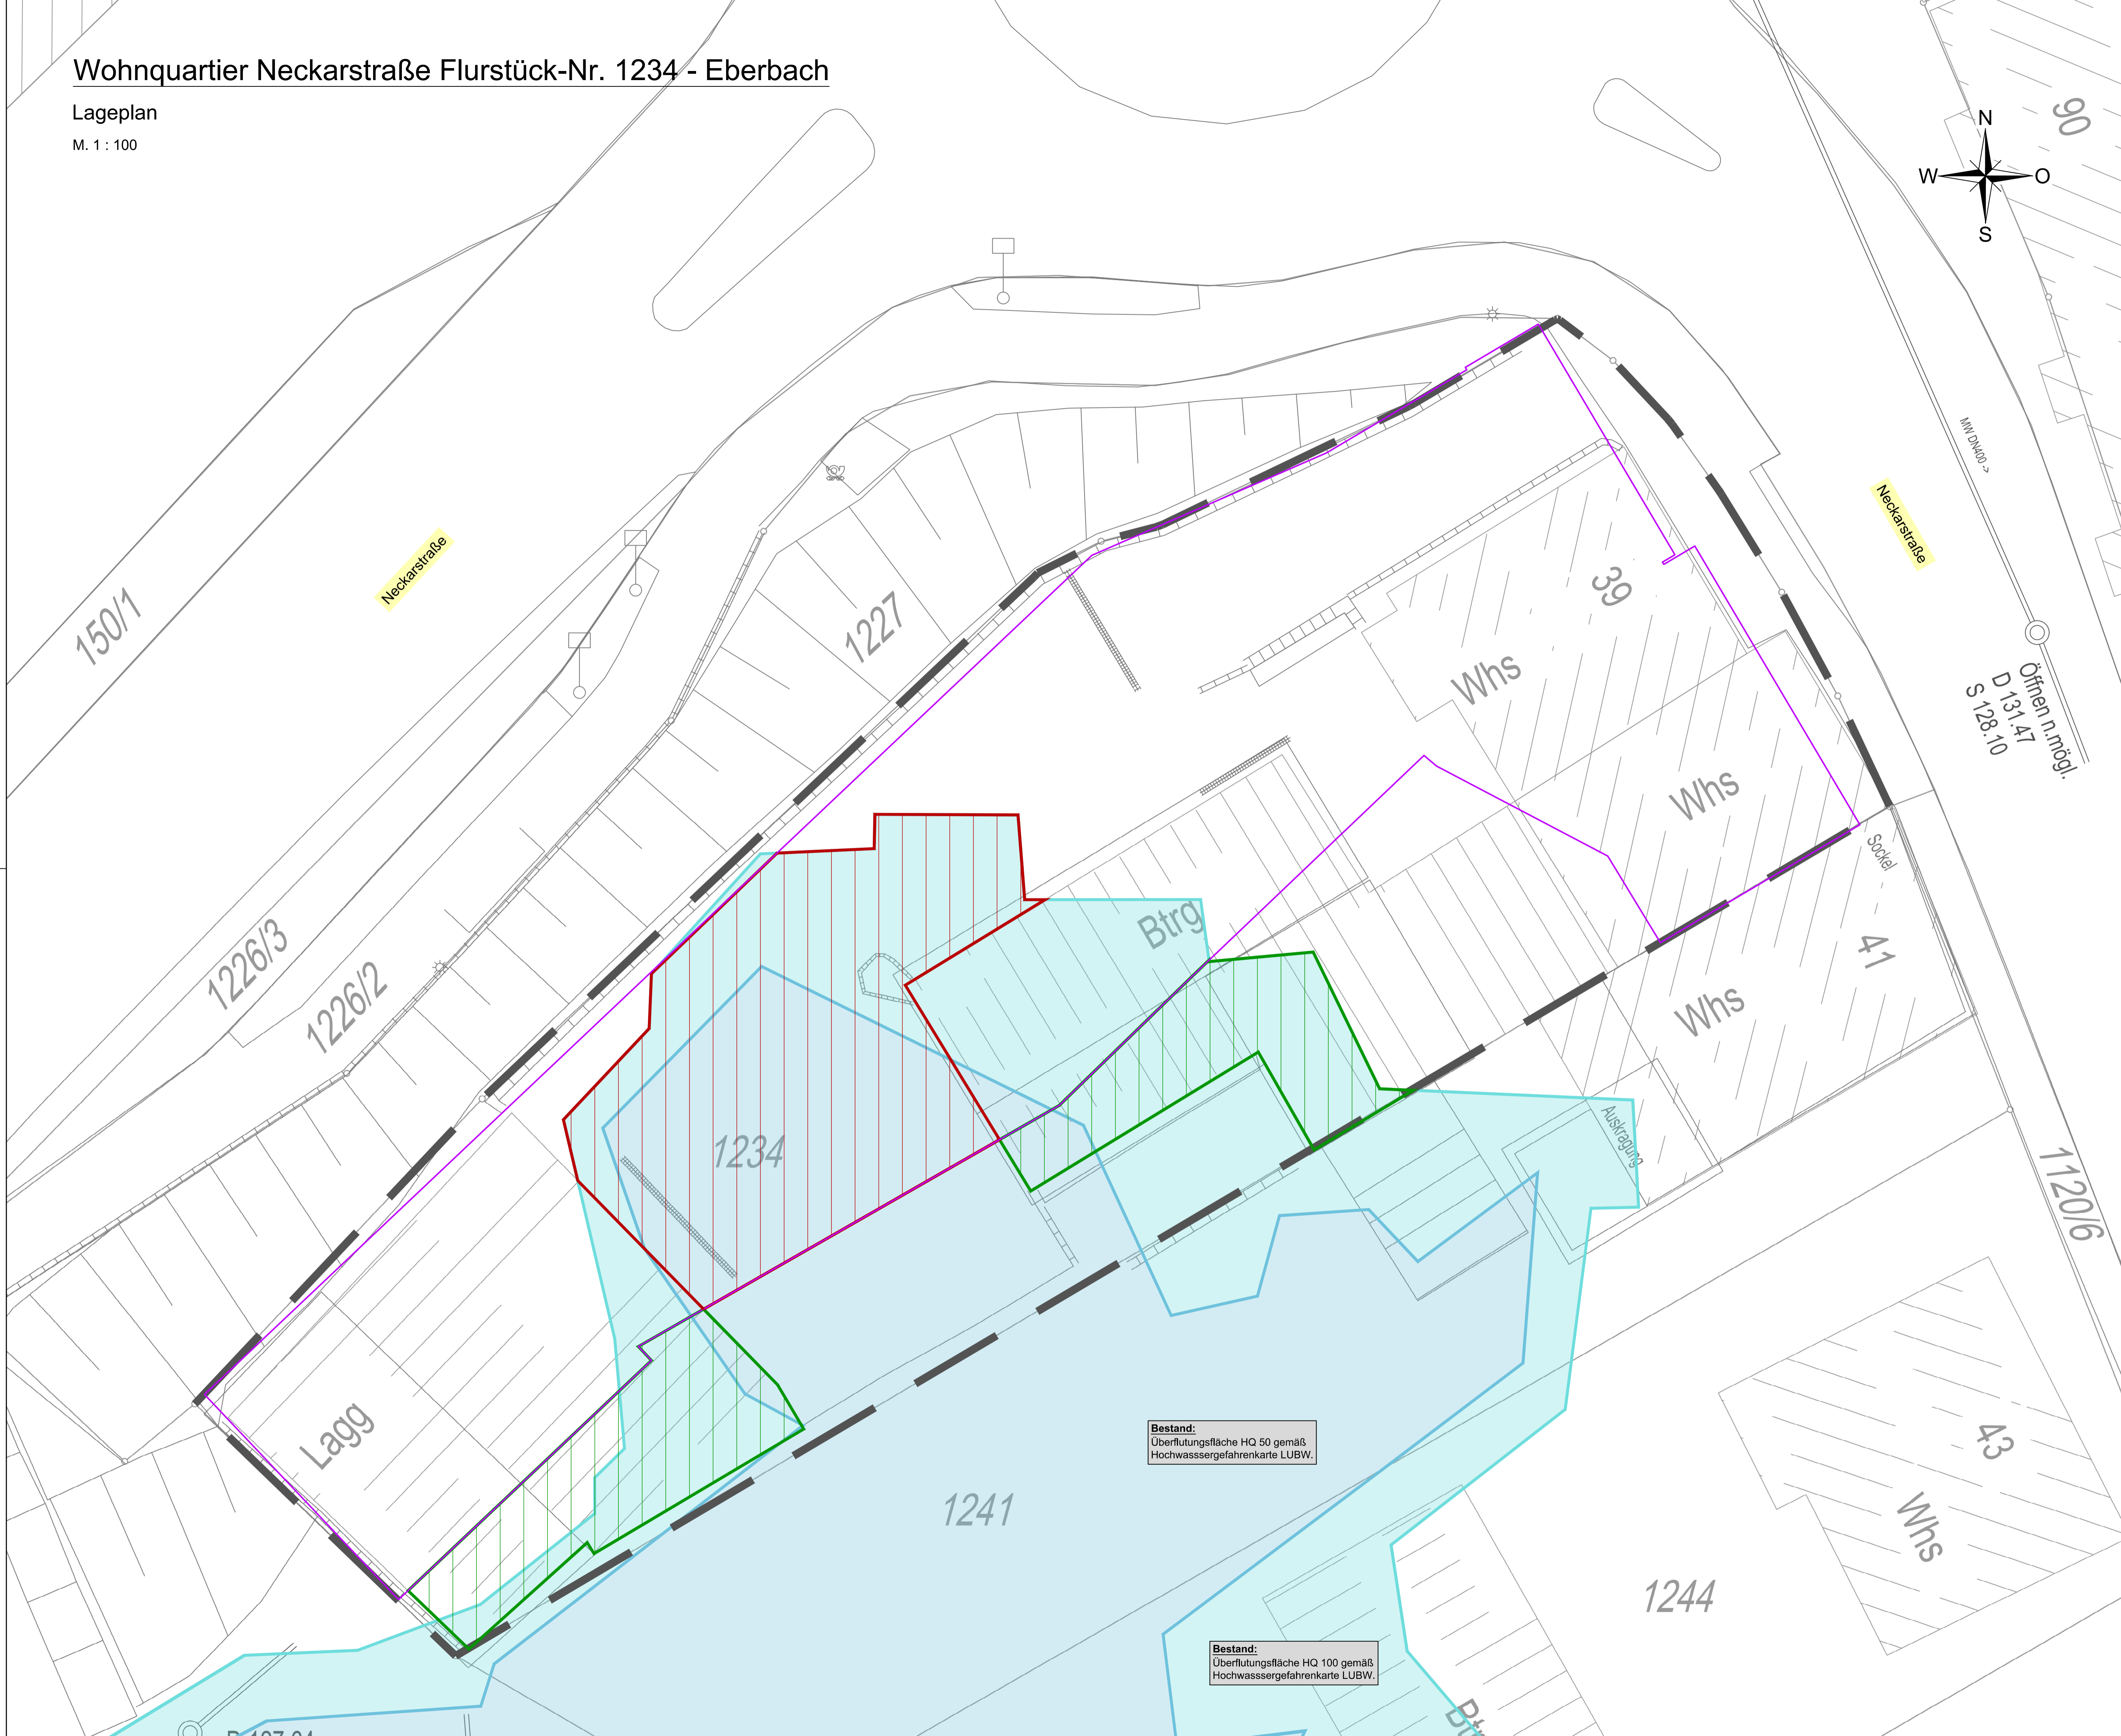 Wohnquartier Neckarstraße Flurstück-Nr. 1234 - Eberbach
Lageplan
M. 1 : 100
90
N
W
O
S
MW DN400 ->
Neckarstraße
Neckarstraße
150/1
1227
39
Whs
Öffnen n.mögl.
D 131.47
S 128.10
Whs
Sockel
Btrg
41
1226/3
1226/2
Whs
1234
Auskragung
1120/6
Lagg
Bestand:
Überflutungsfläche HQ 50 gemäß
Hochwasssergefahrenkarte LUBW.
43
1241
Whs
1244
Bestand:
Überflutungsfläche HQ 100 gemäß
Hochwasssergefahrenkarte LUBW.